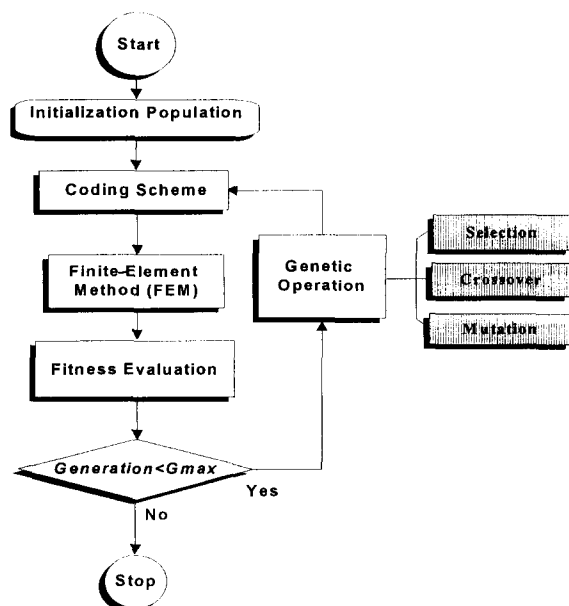 Start
Initialization Population
Coding Scheme
Finite-Element
Method (FEM)
Genetic
Operation
Selection
Crossover
Mutation
Fitness Evaluation
Generation<Gmax
Yes
No
Stop